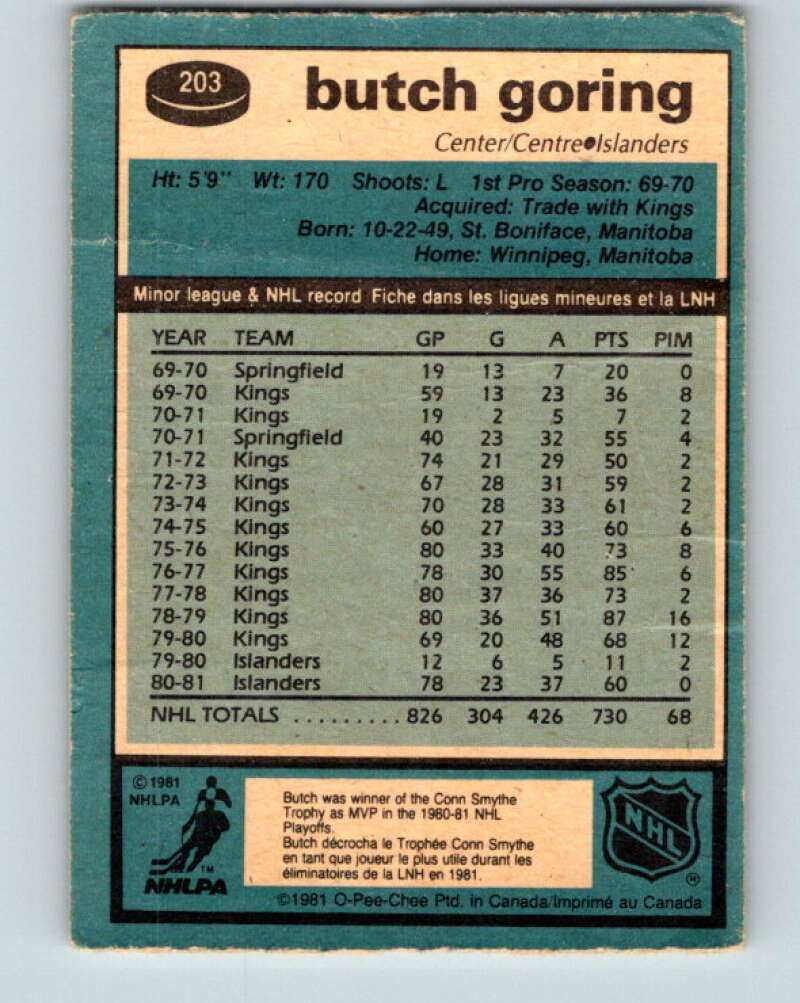 203
butch goring
Center/Centre•Islanders
Ht: 5'9" Wt: 170 Shoots: L 1st Pro Season: 69-70
Acquired: Trade with Kings
Born: 10-22-49, St. Boniface, Manitoba
Home: Winnipeg, Manitoba
Minor league & NHL record Fiche dans les ligues mineures et la LNH
YEAR TEAM GP G A PTS PIM
69-70 Springfield 19 13 7 20 0
69-70 Kings 59 13 23 36 8
70-71 Kings 19 2 5 7 2
70-71 Springfield 40 23 32 55 4
71-72 Kings 74 21 29 50 2
72-73 Kings 67 28 31 59 2
73-74 Kings 70 28 33 61 2
74-75 Kings 60 27 33 60 6
75-76 Kings 80 33 40 73 8
76-77 Kings 78 30 55 85 6
77-78 Kings 80 37 36 73 2
78-79 Kings 80 36 51 87 16
79-80 Kings 69 20 48 68 12
79-80 Islanders 12 6 5 11 2
80-81 Islanders 78 23 37 60 0
NHL TOTALS ......... 826 304 426 730 68
© 1981
NHLPA
TM
NHLPA
Butch was winner of the Conn Smythe
Trophy as MVP in the 1980-81 NHL
Playoffs.
Butch décrocha le Trophée Conn Smythe
en tant que joueur le plus utile durant les
éliminatoires de la LNH en 1981.
NHL
©1981 O-Pee-Chee Ptd. in Canada/Imprimé au Canada